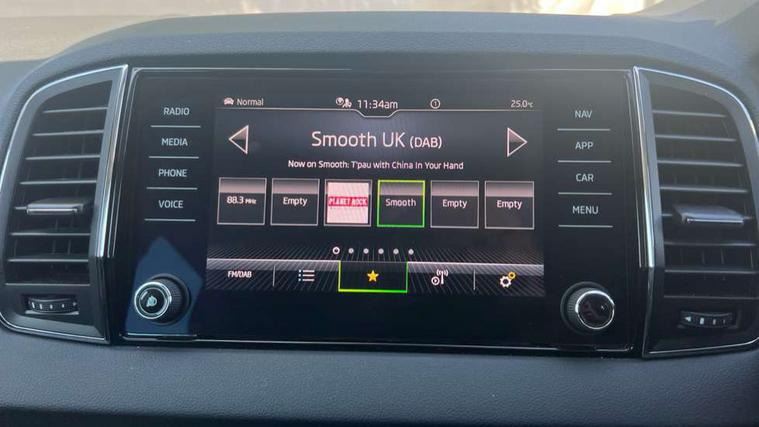 Normal 11:34am 25.0°C
RADIO
MEDIA
PHONE
VOICE
Smooth UK (DAB)
Now on Smooth: T'pau with China In Your Hand
88.3 MHz Empty PLANET ROCK Smooth Empty Empty
FM/DAB
NAV
APP
CAR
MENU